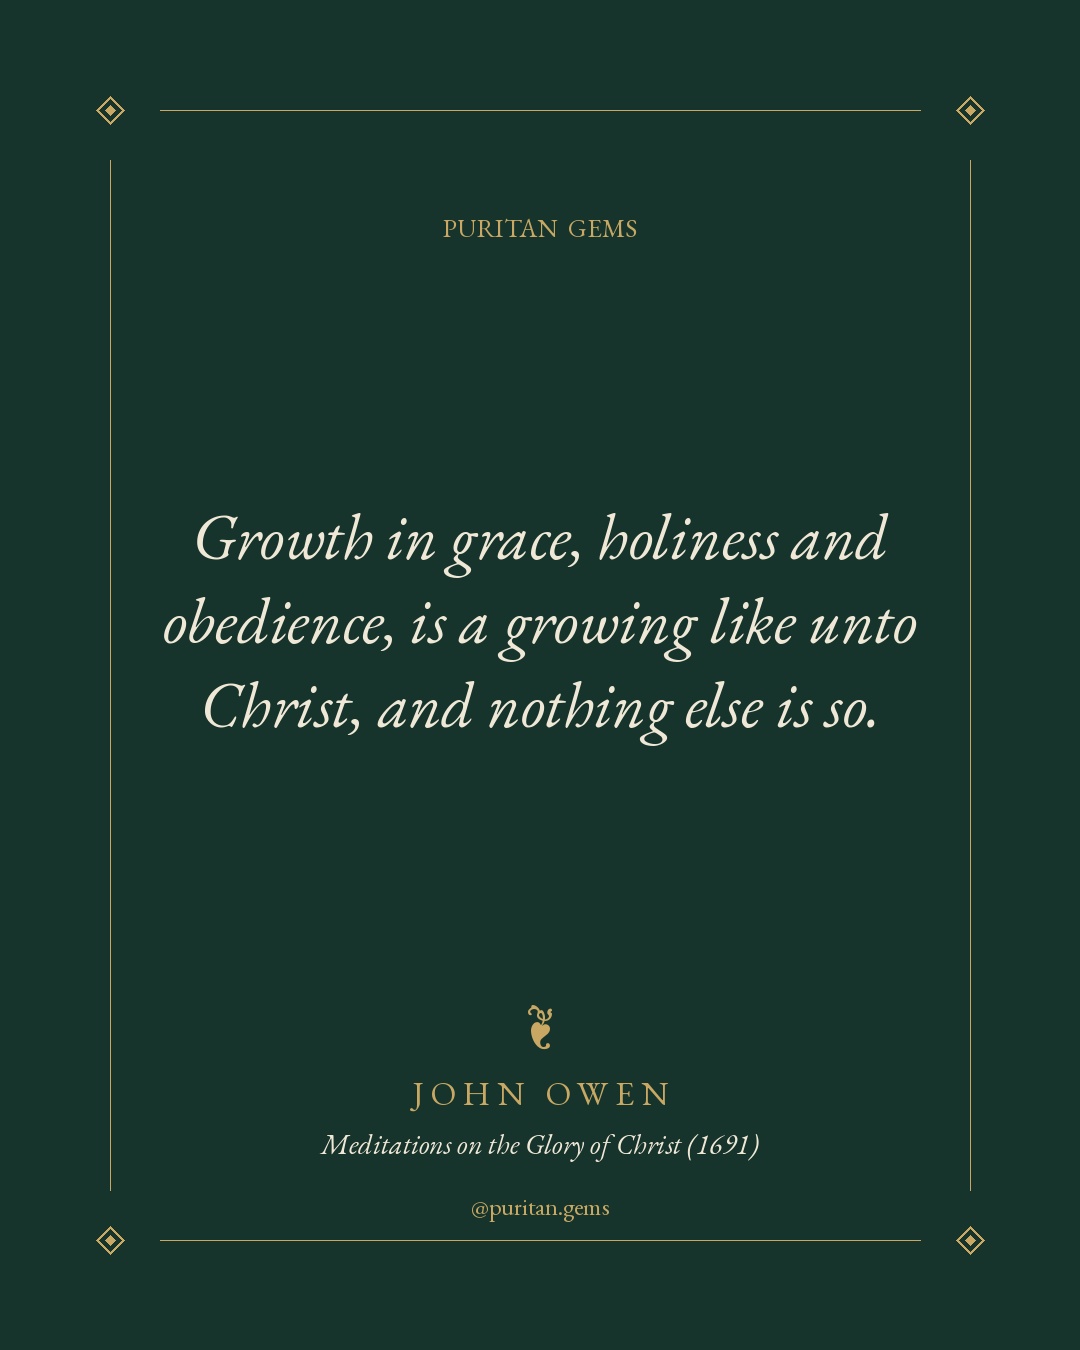 PURITAN GEMS
Growth in grace, holiness and
obedience, is a growing like unto
Christ, and nothing else is so.
JOHN OWEN
Meditations on the Glory of Christ (1691)
@puritan.gems